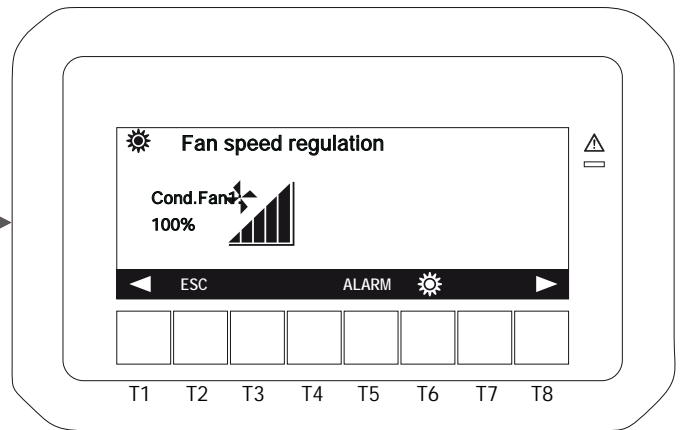 Fan speed regulation
Cond.Fan1
100%
ESC ALARM
T1 T2 T3 T4 T5 T6 T7 T8